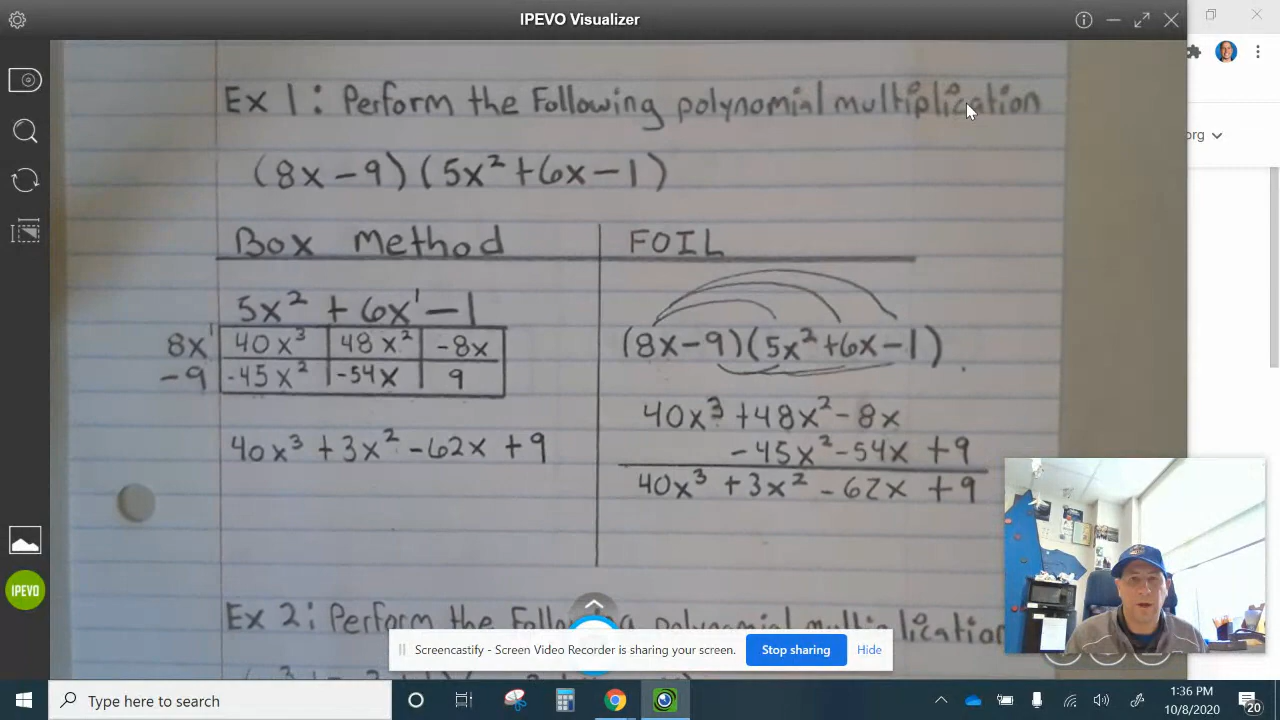 IPEVO Visualizer
org
Ex 1: Perform the Following polynomial multiplication
(8x - 9)(5x² + 6x - 1)
Box Method
5x² + 6x¹ - 1
8x¹ 40x³ 48x² -8x
-9 -45x² -54x 9
40x³ + 3x² - 62x + 9
FOIL
(8x - 9)(5x² + 6x - 1)
40x³ + 48x² - 8x
- 45x² - 54x + 9
40x³ + 3x² - 62x + 9
Ex 2: Perform the Following polynomial multiplication
IPEVO
Screencastify - Screen Video Recorder is sharing your screen.
Stop sharing
Hide
Type here to search
1:36 PM
10/8/2020
20